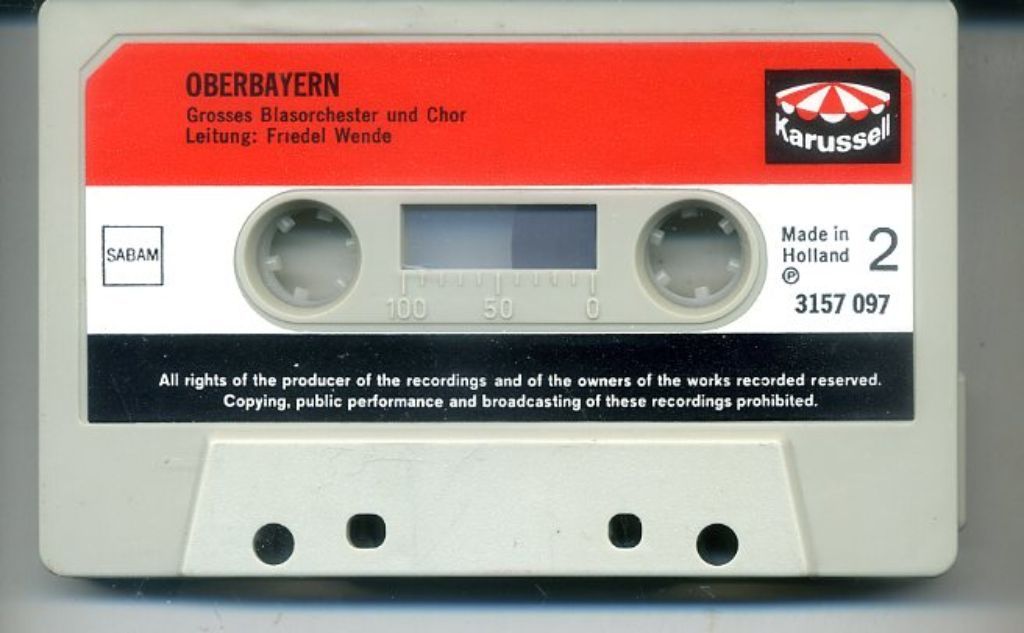 OBERBAYERN
Grosses Blasorchester und Chor
Leitung: Friedel Wende
Karussell
SABAM
Made in
Holland
2
℗
3157 097
100 50 0
All rights of the producer of the recordings and of the owners of the works recorded reserved.
Copying, public performance and broadcasting of these recordings prohibited.